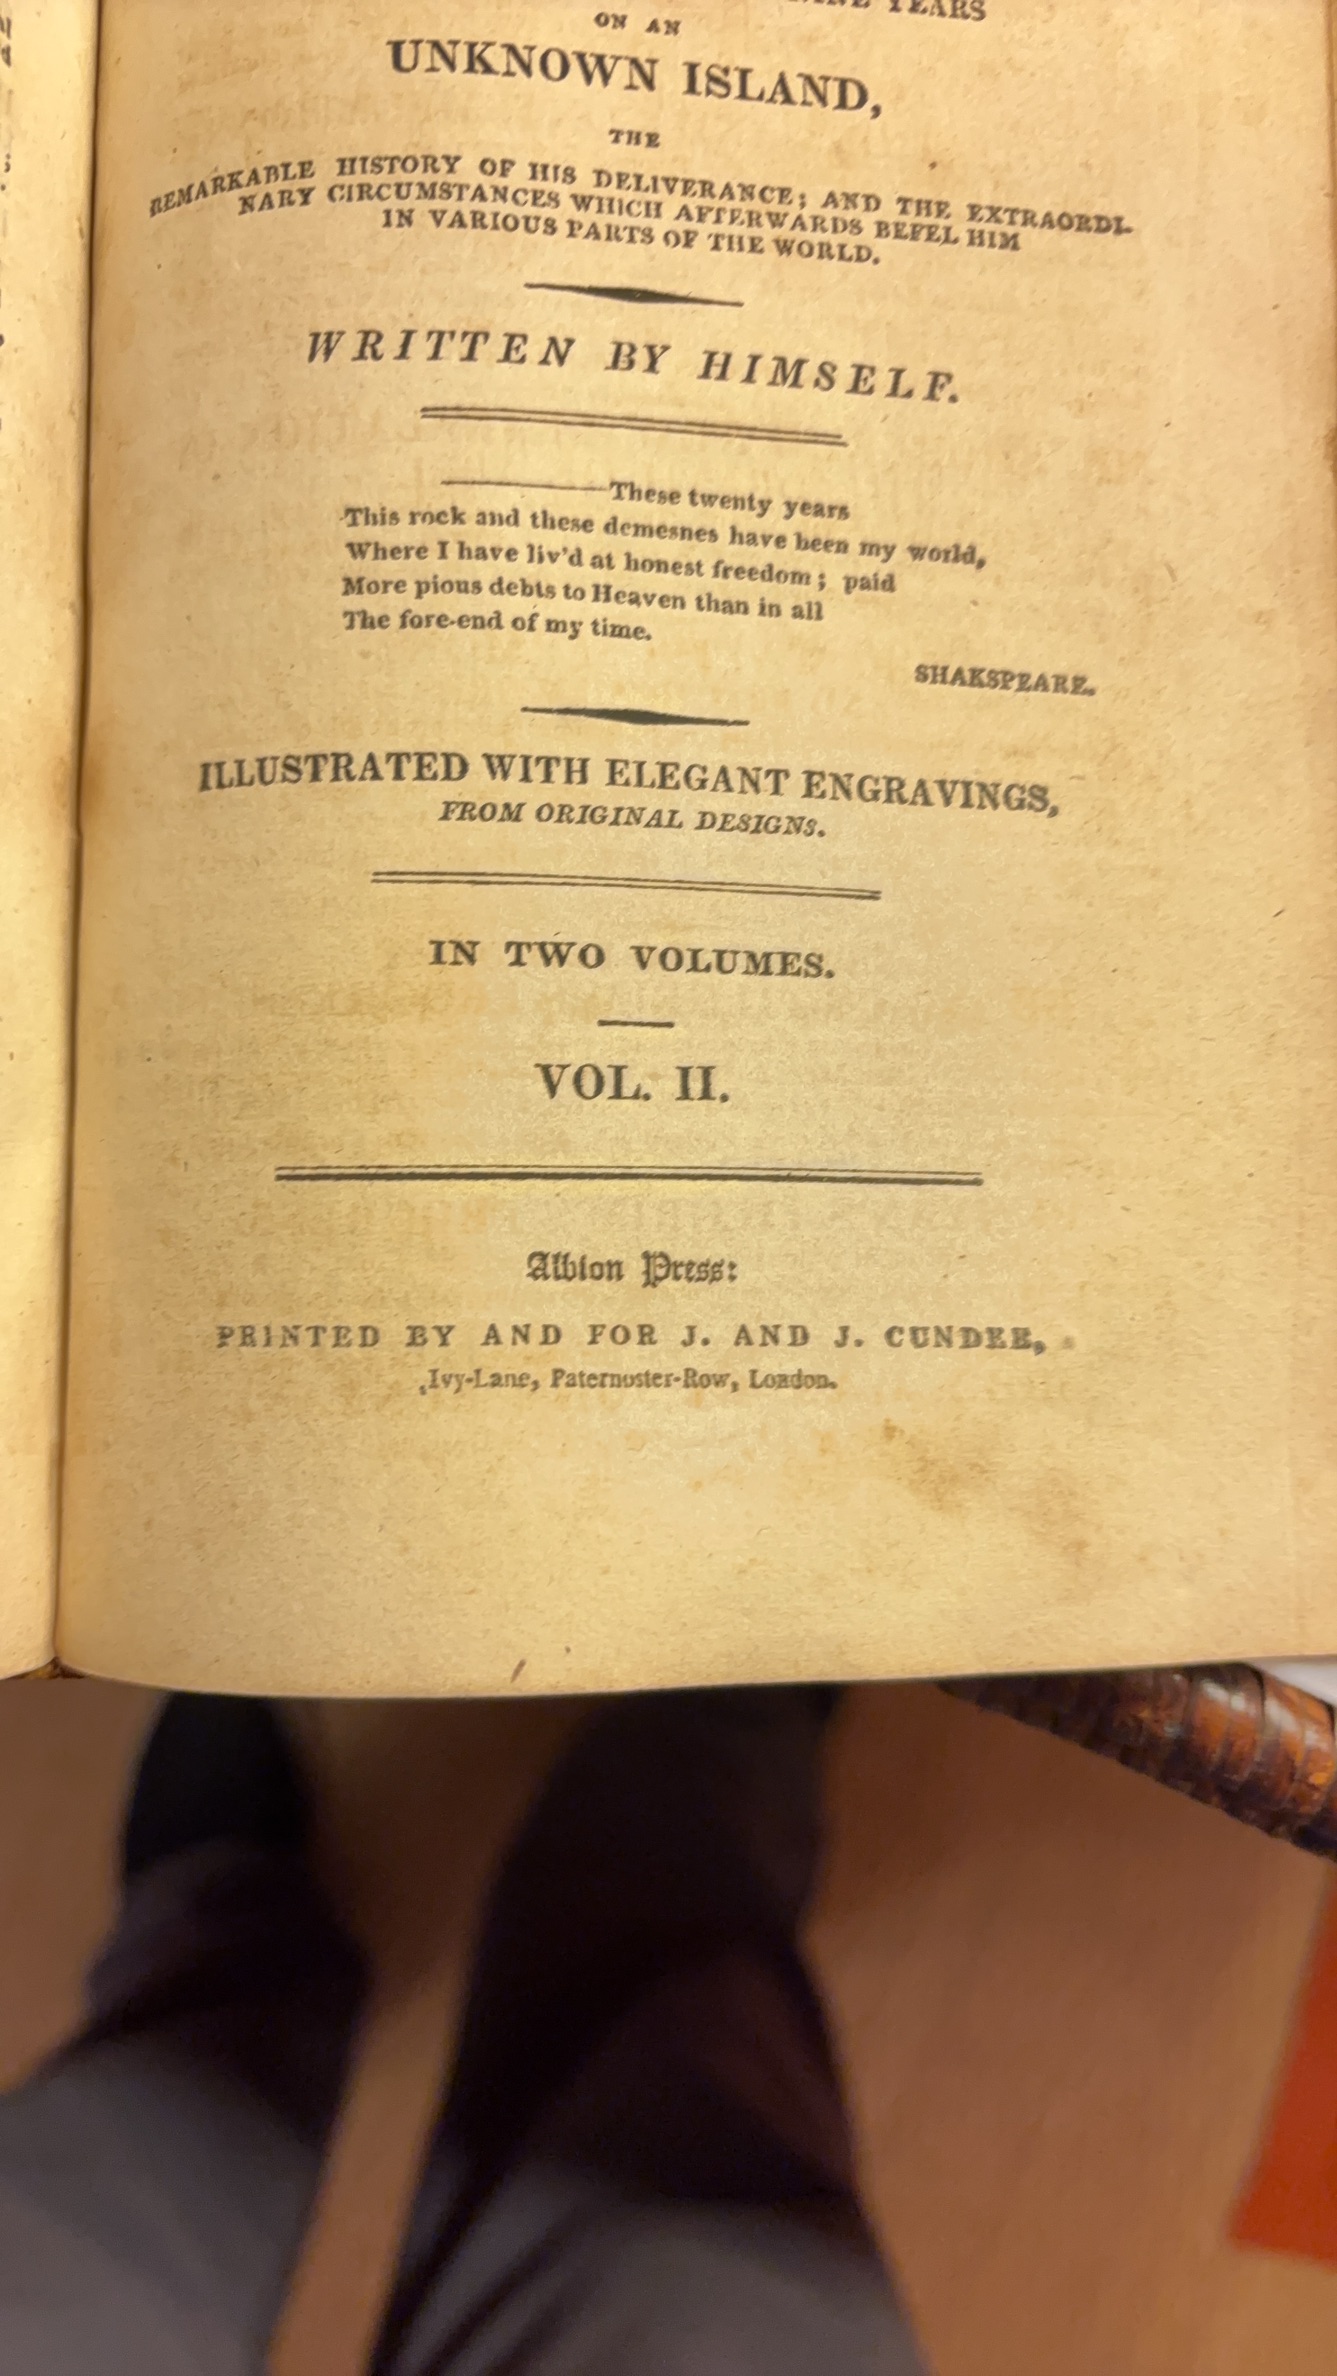 YEARS
ON AN
UNKNOWN ISLAND,
THE
REMARKABLE HISTORY OF HIS DELIVERANCE; AND THE EXTRAORDI-
NARY CIRCUMSTANCES WHICH AFTERWARDS BEFEL HIM
IN VARIOUS PARTS OF THE WORLD.
WRITTEN BY HIMSELF.
———These twenty years
This rock and these demesnes have been my world,
Where I have liv'd at honest freedom; paid
More pious debts to Heaven than in all
The fore-end of my time.
SHAKSPEARE.
ILLUSTRATED WITH ELEGANT ENGRAVINGS,
FROM ORIGINAL DESIGNS.
IN TWO VOLUMES.
VOL. II.
Albion Press:
PRINTED BY AND FOR J. AND J. CUNDEE,
Ivy-Lane, Paternoster-Row, London.